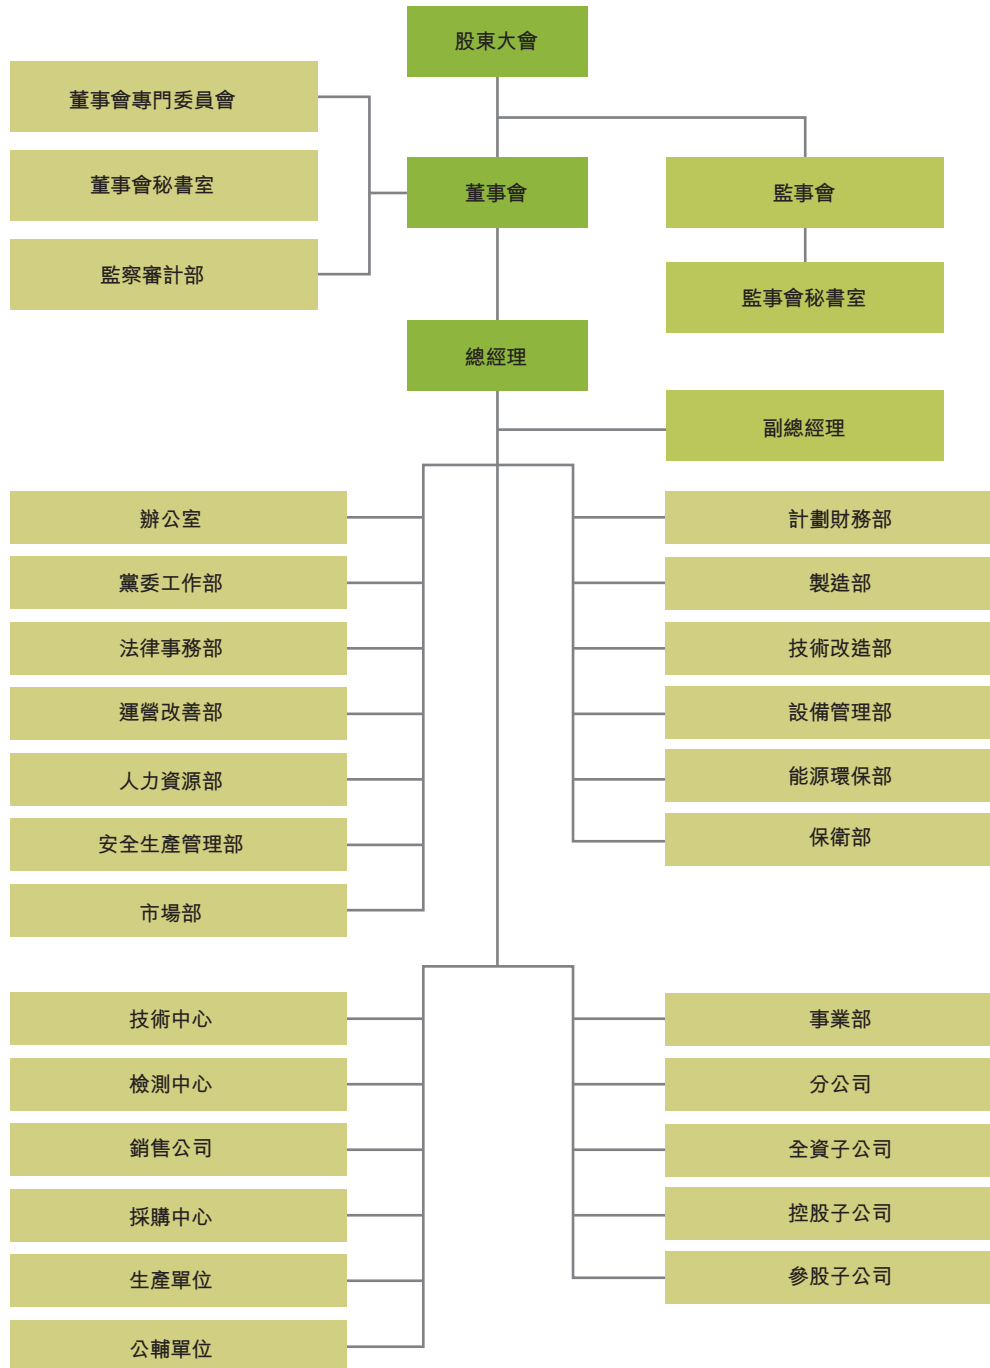 股東大會
董事會專門委員會
董事會秘書室
監察審計部
董事會
監事會
監事會秘書室
總經理
副總經理
辦公室
黨委工作部
法律事務部
運營改善部
人力資源部
安全生產管理部
市場部
計劃財務部
製造部
技術改造部
設備管理部
能源環保部
保衛部
技術中心
檢測中心
銷售公司
採購中心
生產單位
公輔單位
事業部
分公司
全資子公司
控股子公司
參股子公司